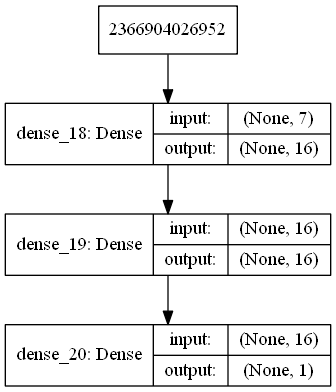 2366904026952
dense_18: Dense
input: (None, 7)
output: (None, 16)
dense_19: Dense
input: (None, 16)
output: (None, 16)
dense_20: Dense
input: (None, 16)
output: (None, 1)